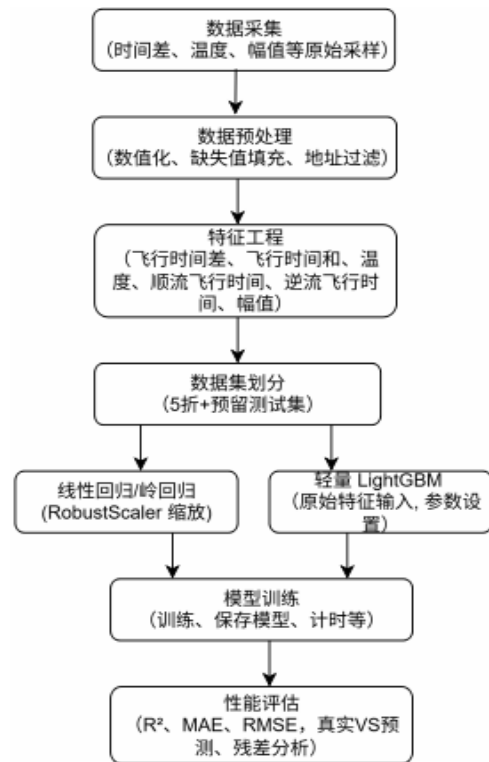 数据采集
（时间差、温度、幅值等原始采样）
数据预处理
（数值化、缺失值填充、地址过滤）
特征工程
（飞行时间差、飞行时间和、温
度、顺流飞行时间、逆流飞行时
间、幅值）
数据集划分
（5折+预留测试集）
线性回归/岭回归
(RobustScaler 缩放)
轻量 LightGBM
（原始特征输入, 参数设
置）
模型训练
（训练、保存模型、计时等）
性能评估
（R²、MAE、RMSE，真实VS预
测、残差分析）